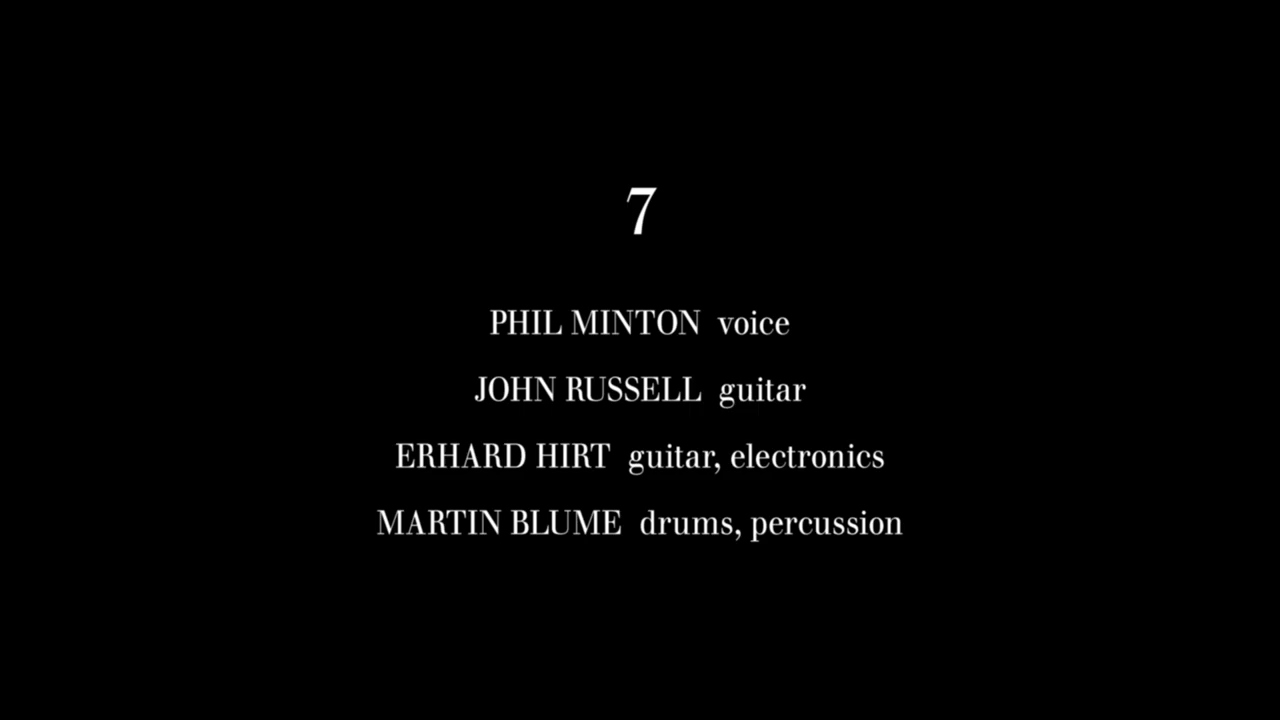 7
PHIL MINTON voice
JOHN RUSSELL guitar
ERHARD HIRT guitar, electronics
MARTIN BLUME drums, percussion